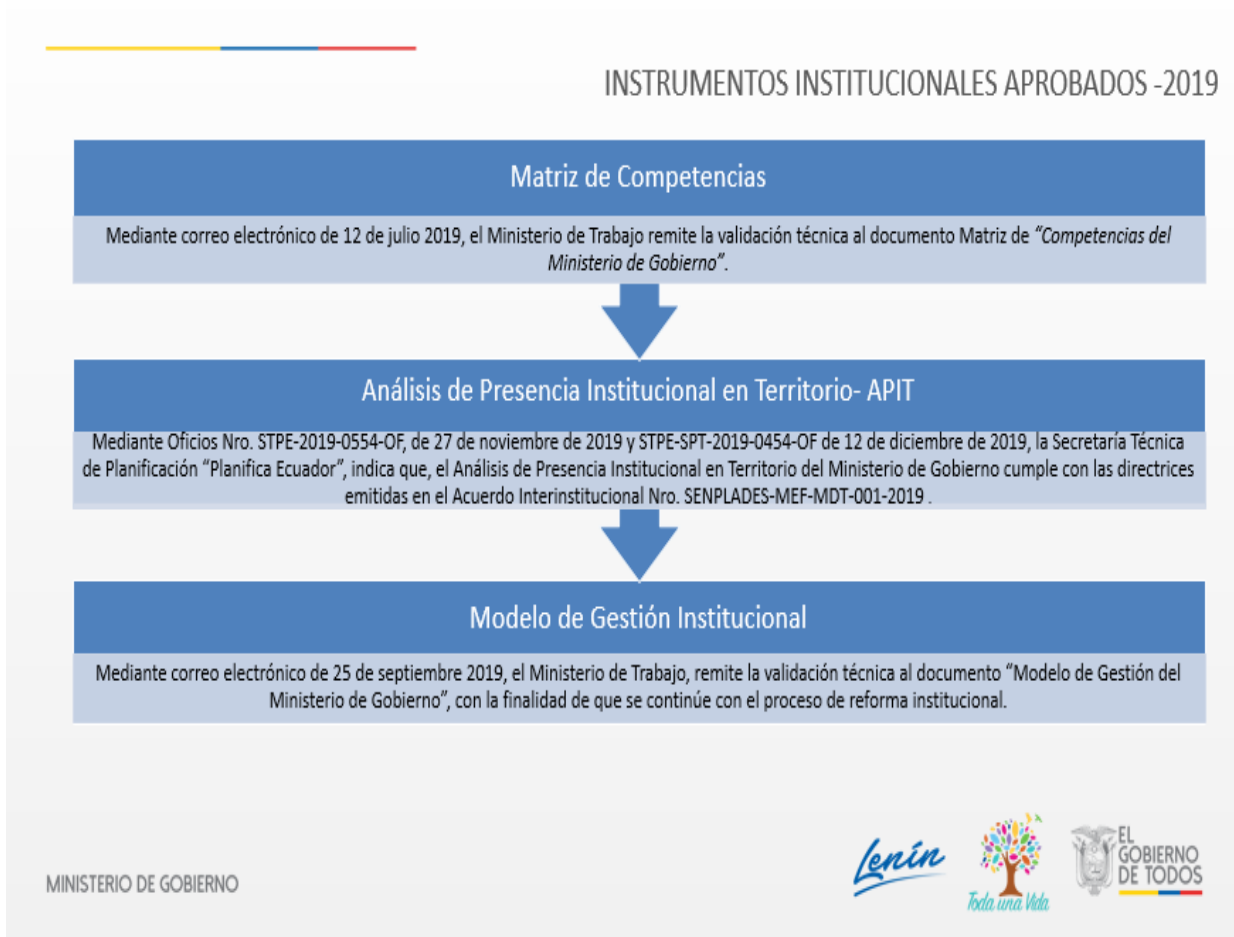 INSTRUMENTOS INSTITUCIONALES APROBADOS -2019
Matriz de Competencias
Mediante correo electrónico de 12 de julio 2019, el Ministerio de Trabajo remite la validación técnica al documento Matriz de “Competencias del
Ministerio de Gobierno”.
Análisis de Presencia Institucional en Territorio- APIT
Mediante Oficios Nro. STPE-2019-0554-OF, de 27 de noviembre de 2019 y STPE-SPT-2019-0454-OF de 12 de diciembre de 2019, la Secretaría Técnica
de Planificación “Planifica Ecuador”, indica que, el Análisis de Presencia Institucional en Territorio del Ministerio de Gobierno cumple con las directrices
emitidas en el Acuerdo Interinstitucional Nro. SENPLADES-MEF-MDT-001-2019 .
Modelo de Gestión Institucional
Mediante correo electrónico de 25 de septiembre 2019, el Ministerio de Trabajo, remite la validación técnica al documento “Modelo de Gestión del
Ministerio de Gobierno”, con la finalidad de que se continúe con el proceso de reforma institucional.
MINISTERIO DE GOBIERNO
Lenín
Toda una Vida
EL
GOBIERNO
DE TODOS